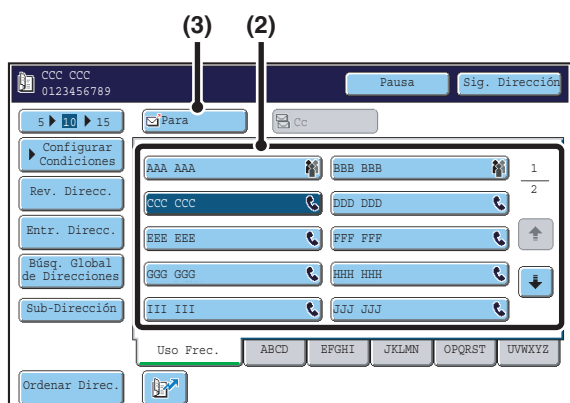 (3) (2)
CCC CCC
0123456789
Pausa
Sig. Dirección
5 10 15
Para
Cc
Configurar
Condiciones
Rev. Direcc.
Entr. Direcc.
Búsq. Global
de Direcciones
Sub-Dirección
AAA AAA
BBB BBB
CCC CCC
DDD DDD
EEE EEE
FFF FFF
GGG GGG
HHH HHH
III III
JJJ JJJ
1
2
Uso Frec.
ABCD
EFGHI
JKLMN
OPQRST
UVWXYZ
Ordenar Direc.